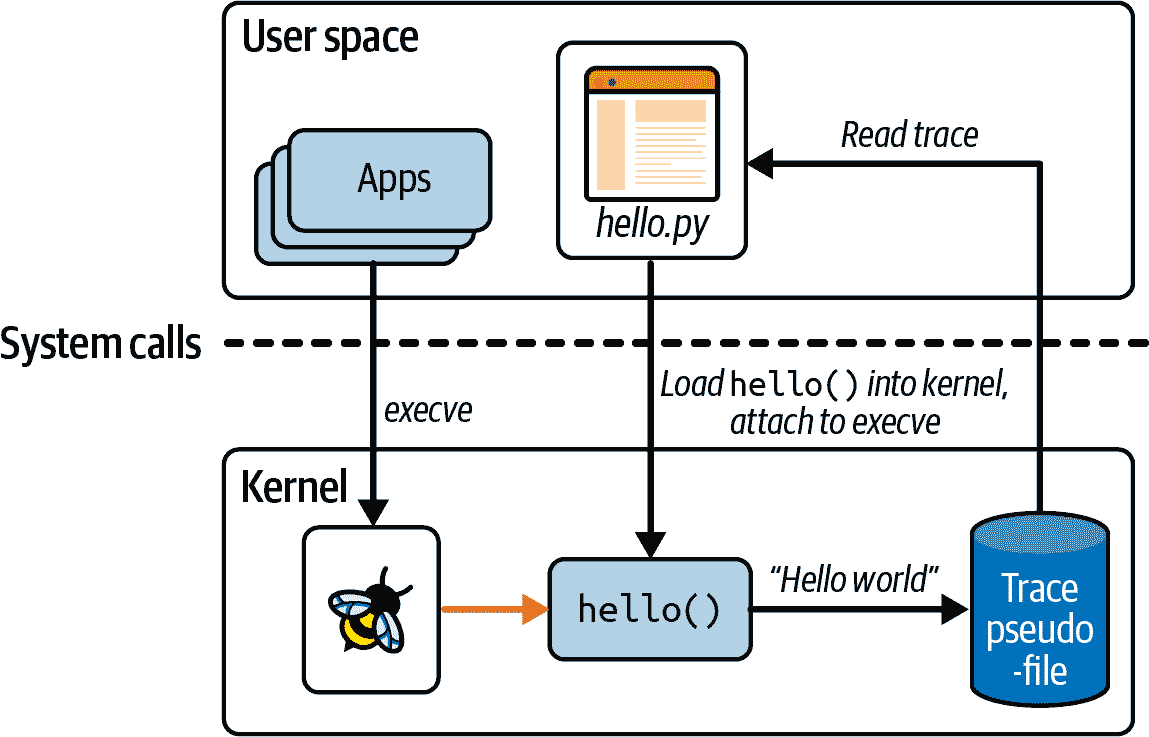 User space
Apps
hello.py
Read trace
System calls
execve
Load hello() into kernel,
attach to execve
Kernel
hello()
“Hello world”
Trace
pseudo
-file